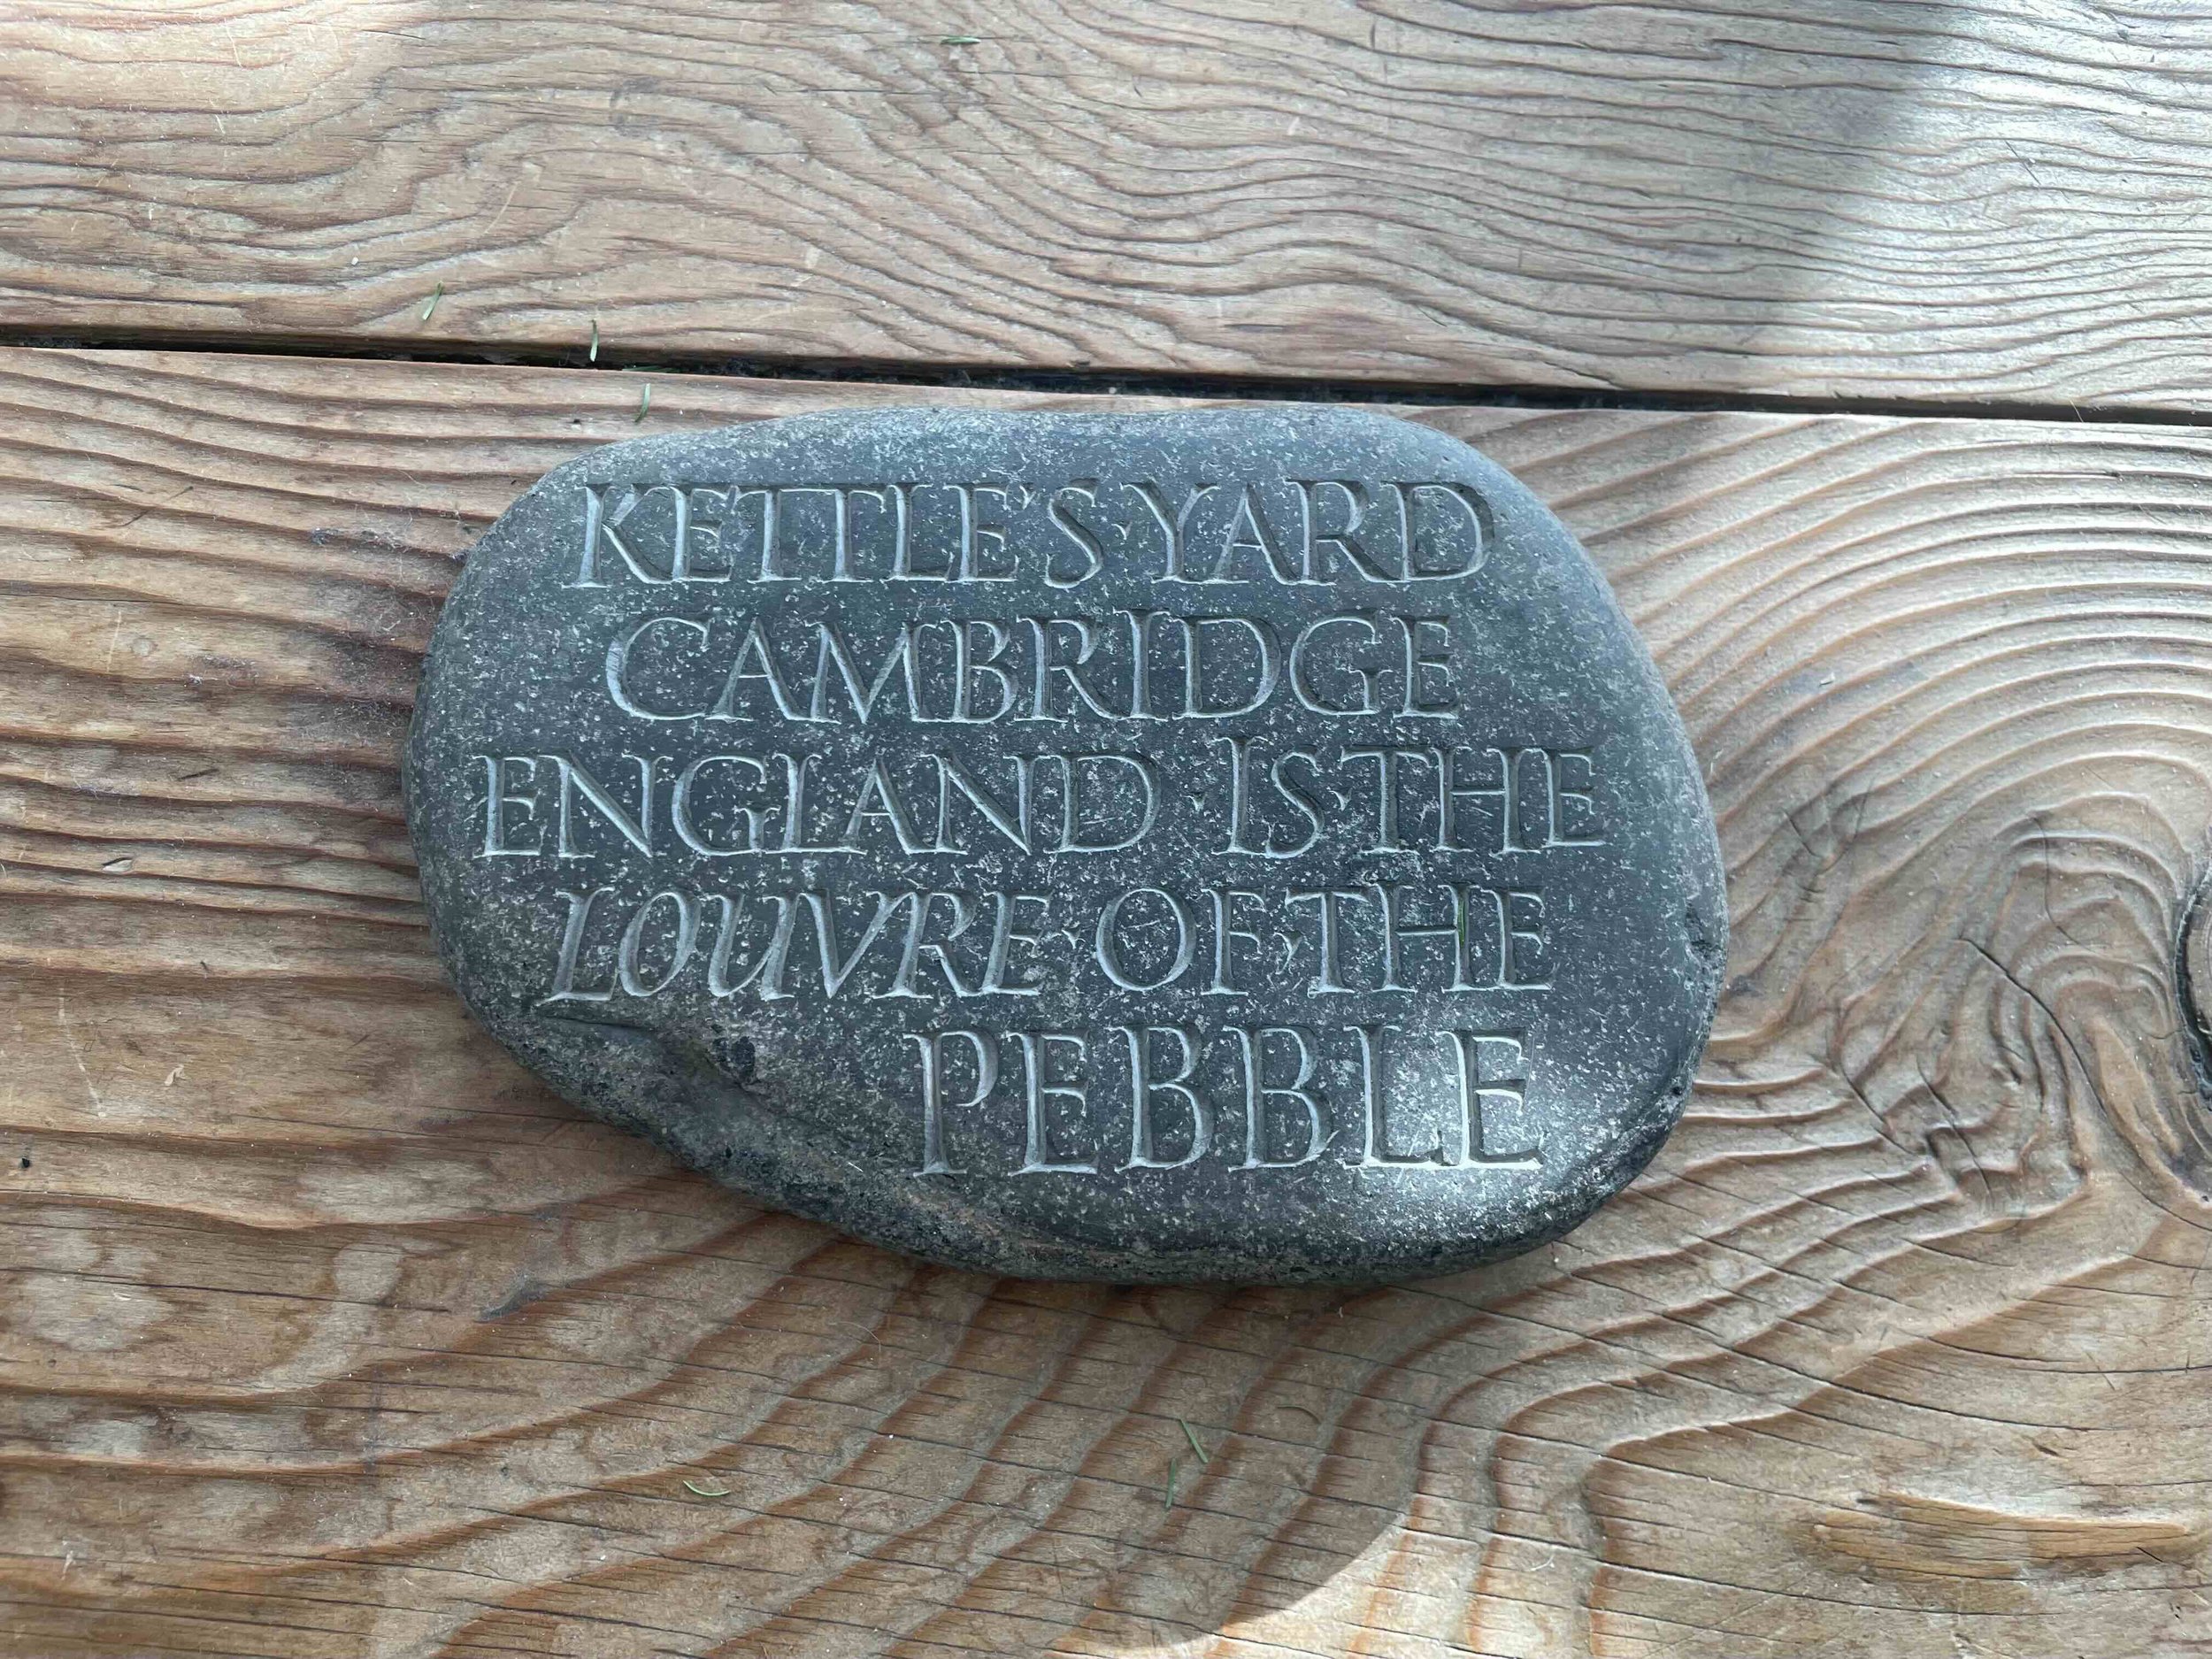 KETTLE'S YARD
CAMBRIDGE
ENGLAND · IS · THE
LOUVRE · OF · THE
PEBBLE